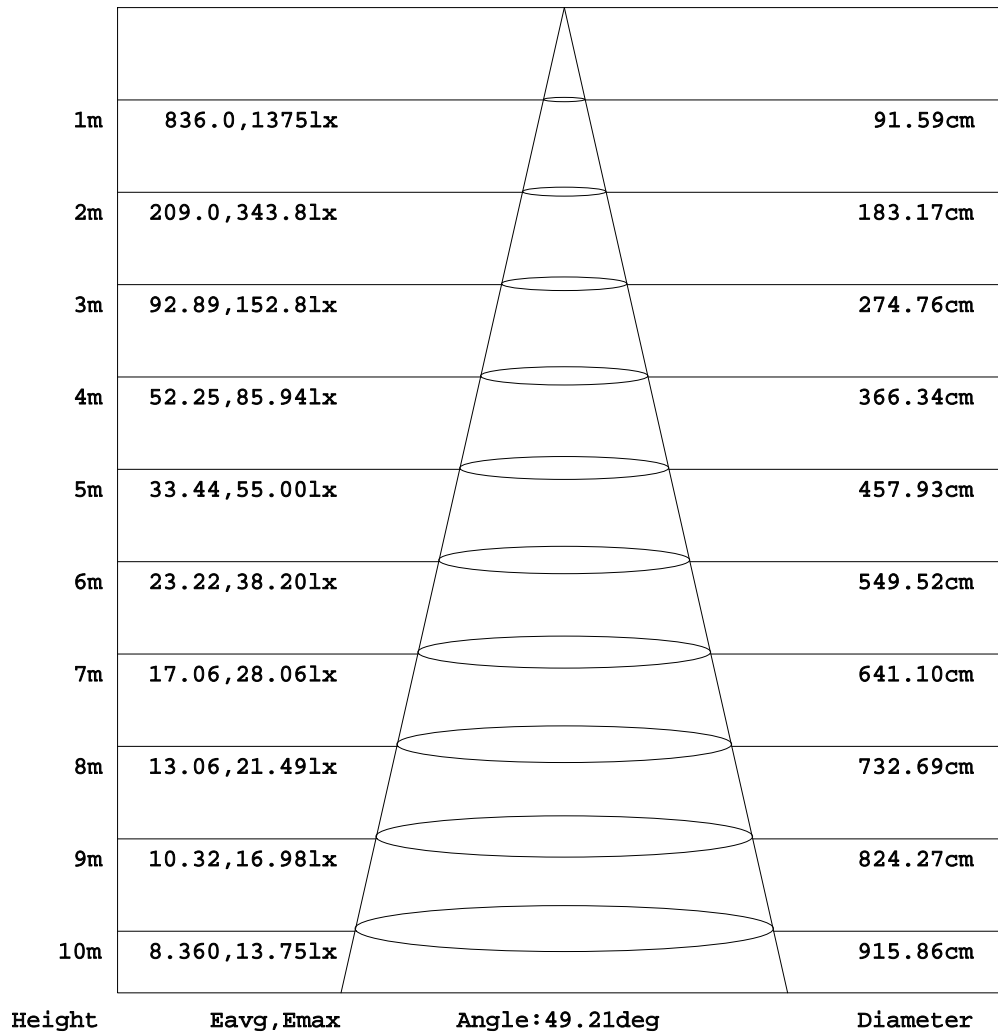 1m 836.0,1375lx 91.59cm
2m 209.0,343.8lx 183.17cm
3m 92.89,152.8lx 274.76cm
4m 52.25,85.94lx 366.34cm
5m 33.44,55.00lx 457.93cm
6m 23.22,38.20lx 549.52cm
7m 17.06,28.06lx 641.10cm
8m 13.06,21.49lx 732.69cm
9m 10.32,16.98lx 824.27cm
10m 8.360,13.75lx 915.86cm
Height Eavg,Emax Angle:49.21deg Diameter